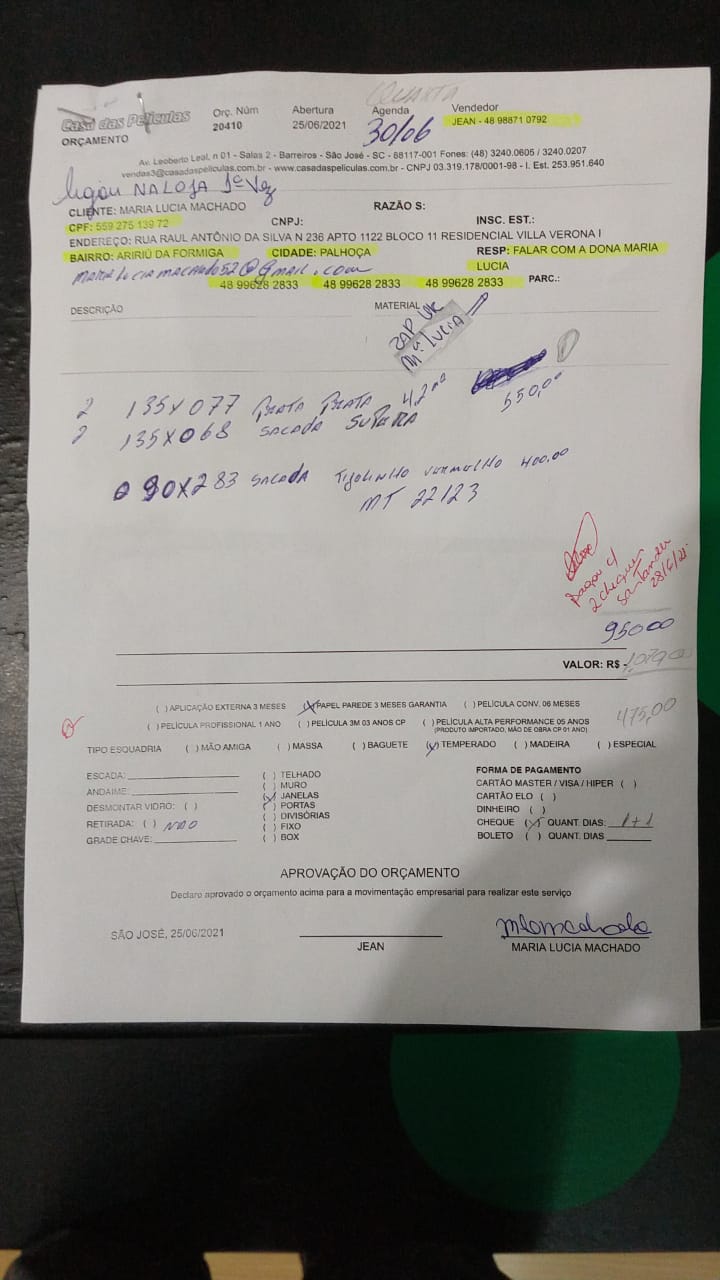 QUARTA
Casa das Películas
ORÇAMENTO
Orç. Núm
20410
Abertura
25/06/2021
Agenda
30/06
Vendedor
JEAN - 48 98871 0792
Av. Leoberto Leal, n 01 - Salas 2 - Barreiros - São José - SC - 88117-001 Fones: (48) 3240.0605 / 3240.0207
vendas3@casadaspeliculas.com.br - www.casadaspeliculas.com.br - CNPJ 03.319.178/0001-98 - I. Est. 253.951.640
ligou NA LOJA 1ª Vez
CLIENTE: MARIA LUCIA MACHADO
RAZÃO S:
CPF: 559 275 139 72
CNPJ:
INSC. EST.:
ENDEREÇO: RUA RAUL ANTÔNIO DA SILVA N 236 APTO 1122 BLOCO 11 RESIDENCIAL VILLA VERONA I
BAIRRO: ARIRIÚ DA FORMIGA
CIDADE: PALHOÇA
RESP: FALAR COM A DONA MARIA LUCIA
marialuciamachado52@gmail.com
48 99628 2833 48 99628 2833 48 99628 2833
PARC.:
DESCRIÇÃO
MATERIAL
Mª LUCIA
2 135X077 PRATA PRATA
550,00
2 135X068 SACADA
90X283 SACADA Tijolinho vermelho 400,00
MT 22/23
Pagou c/
2 cheques
Santander
28/6/21.
950 00
VALOR: R$
475,00
( ) APLICAÇÃO EXTERNA 3 MESES (X) PAPEL PAREDE 3 MESES GARANTIA ( ) PELÍCULA CONV. 06 MESES
( ) PELÍCULA PROFISSIONAL 1 ANO ( ) PELÍCULA 3M 03 ANOS CP ( ) PELÍCULA ALTA PERFORMANCE 05 ANOS
(PRODUTO IMPORTADO, MÃO DE OBRA CP 01 ANO)
TIPO ESQUADRIA ( ) MÃO AMIGA ( ) MASSA ( ) BAGUETE (X) TEMPERADO ( ) MADEIRA ( ) ESPECIAL
ESCADA:
ANDAIME:
DESMONTAR VIDRO: ( )
RETIRADA: ( ) NÃO
GRADE CHAVE:
( ) TELHADO
( ) MURO
(X) JANELAS
( ) PORTAS
( ) DIVISÓRIAS
( ) FIXO
( ) BOX
FORMA DE PAGAMENTO
CARTÃO MASTER / VISA / HIPER ( )
CARTÃO ELO ( )
DINHEIRO ( )
CHEQUE (X) QUANT. DIAS: 1+1
BOLETO ( ) QUANT. DIAS
APROVAÇÃO DO ORÇAMENTO
Declaro aprovado o orçamento acima para a movimentação empresarial para realizar este serviço
SÃO JOSÉ, 25/06/2021
JEAN
mlmachado
MARIA LUCIA MACHADO